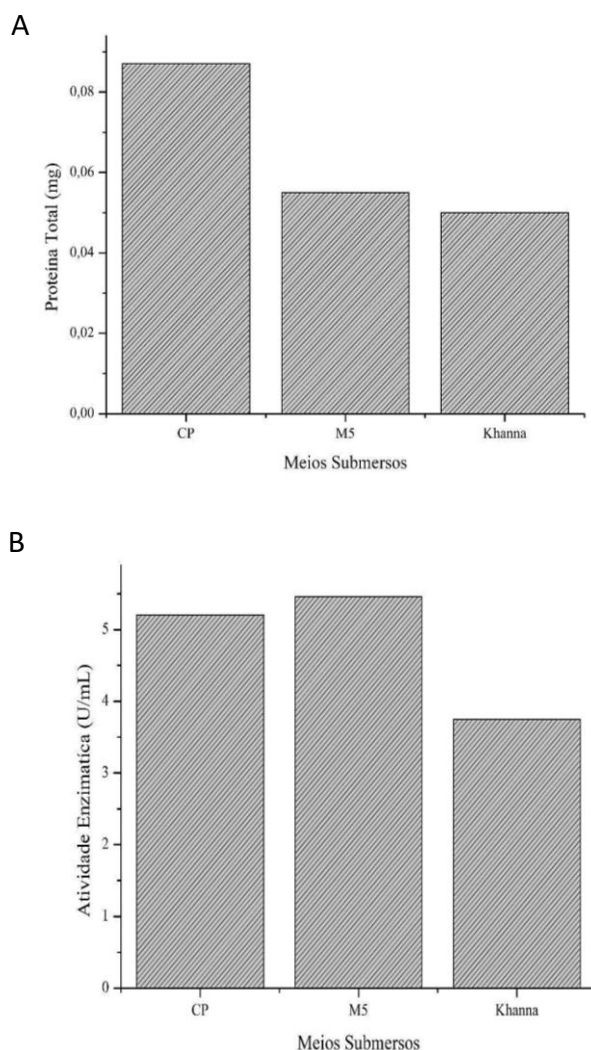 A
Proteína Total (mg)
0,08
0,06
0,04
0,02
0,00
CP M5 Khanna
Meios Submersos
B
Atividade Enzimatíca (U/mL)
5
4
3
2
1
0
CP M5 Khanna
Meios Submersos